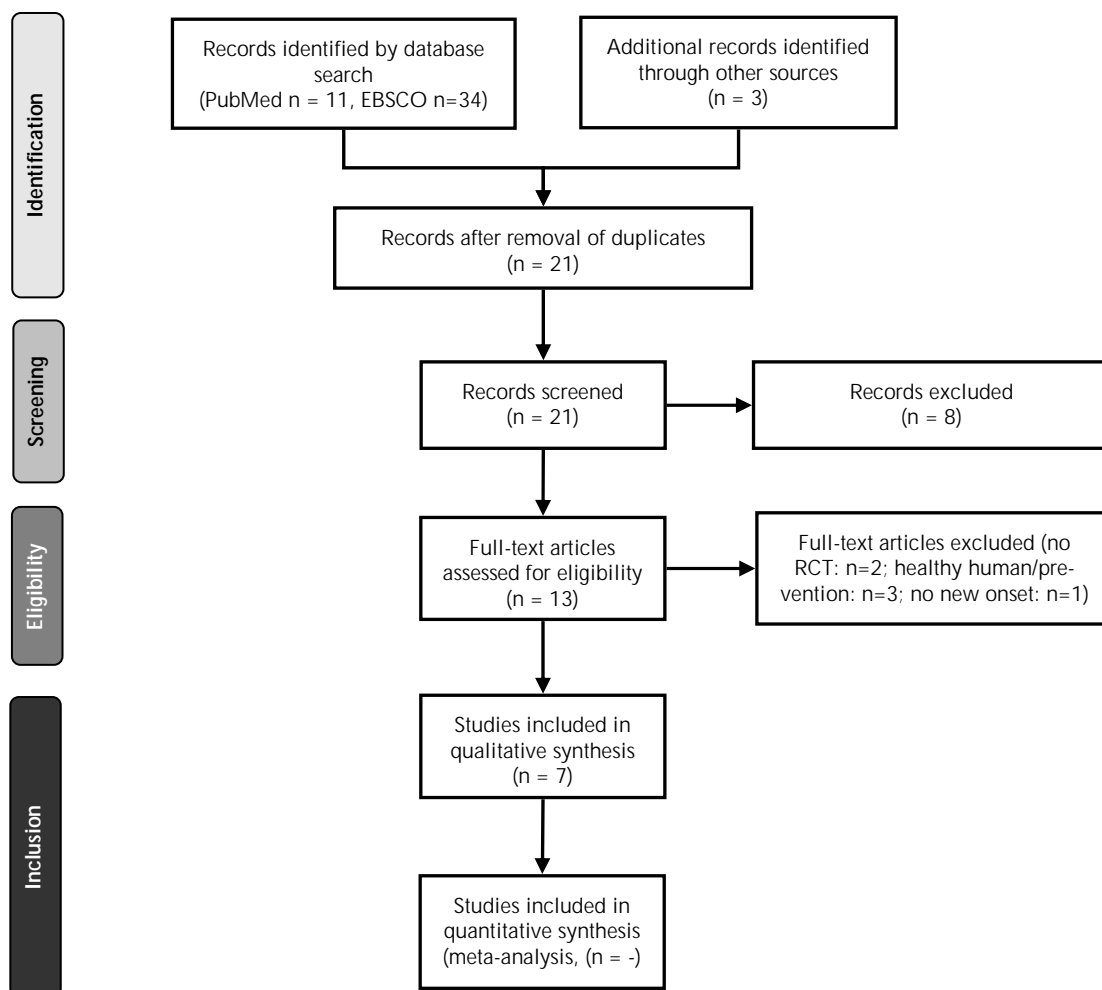 Identification
Records identified by database
search
(PubMed n = 11, EBSCO n=34)
Additional records identified
through other sources
(n = 3)
Records after removal of duplicates
(n = 21)
Screening
Records screened
(n = 21)
Records excluded
(n = 8)
Eligibility
Full-text articles
assessed for eligibility
(n = 13)
Full-text articles excluded (no
RCT: n=2; healthy human/pre-
vention: n=3; no new onset: n=1)
Inclusion
Studies included in
qualitative synthesis
(n = 7)
Studies included in
quantitative synthesis
(meta-analysis, (n = -)